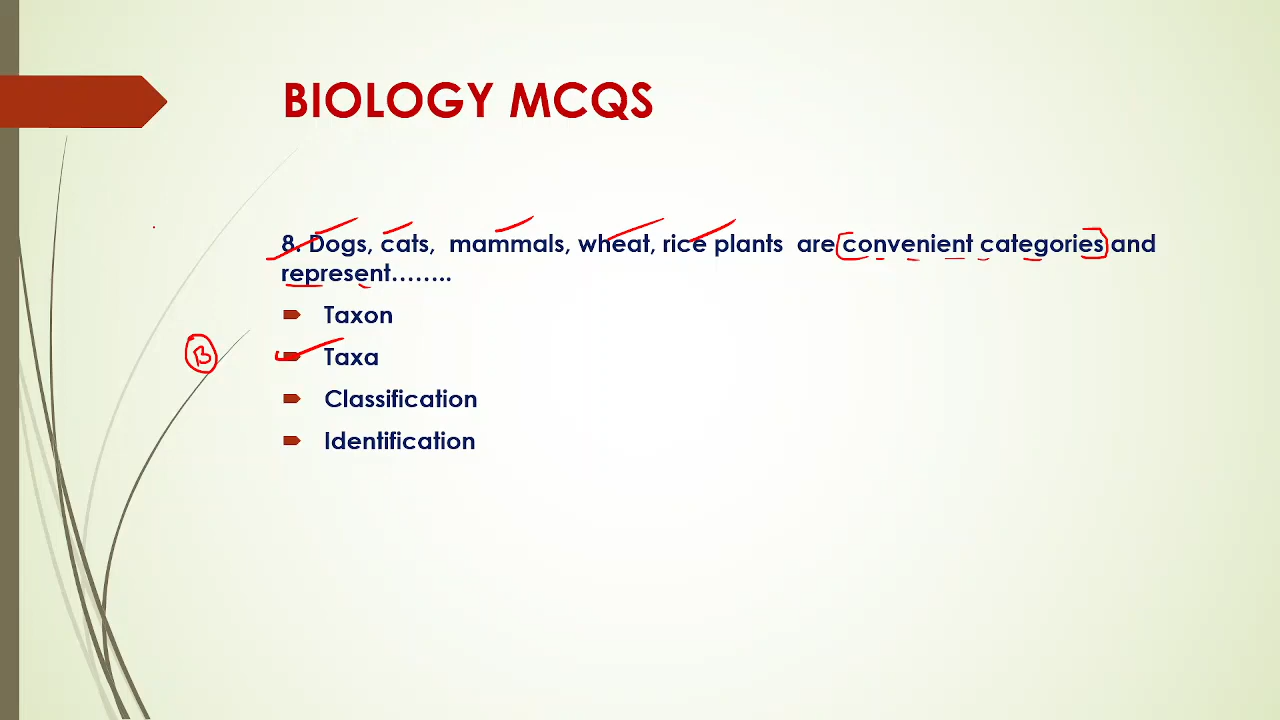 BIOLOGY MCQS
8. Dogs, cats, mammals, wheat, rice plants are convenient categories and
represent........
Taxon
B Taxa
Classification
Identification